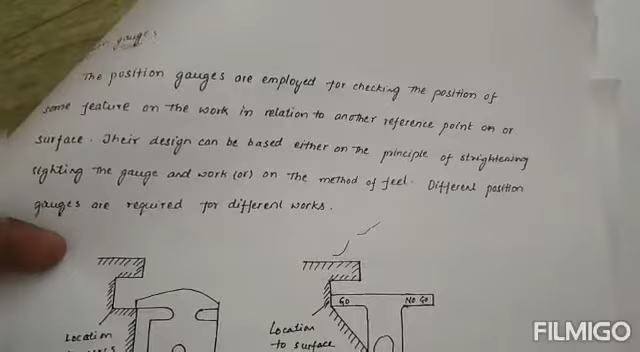 gauges
The position gauges are employed for checking the position of
some feature on the work in relation to another reference point on or
surface. Their design can be based either on the principle of strightening
sighting the gauge and work (or) on the method of feel. Different position
gauges are required for different works.
GO NO GO
Location
Location
to surface
FILMIGO